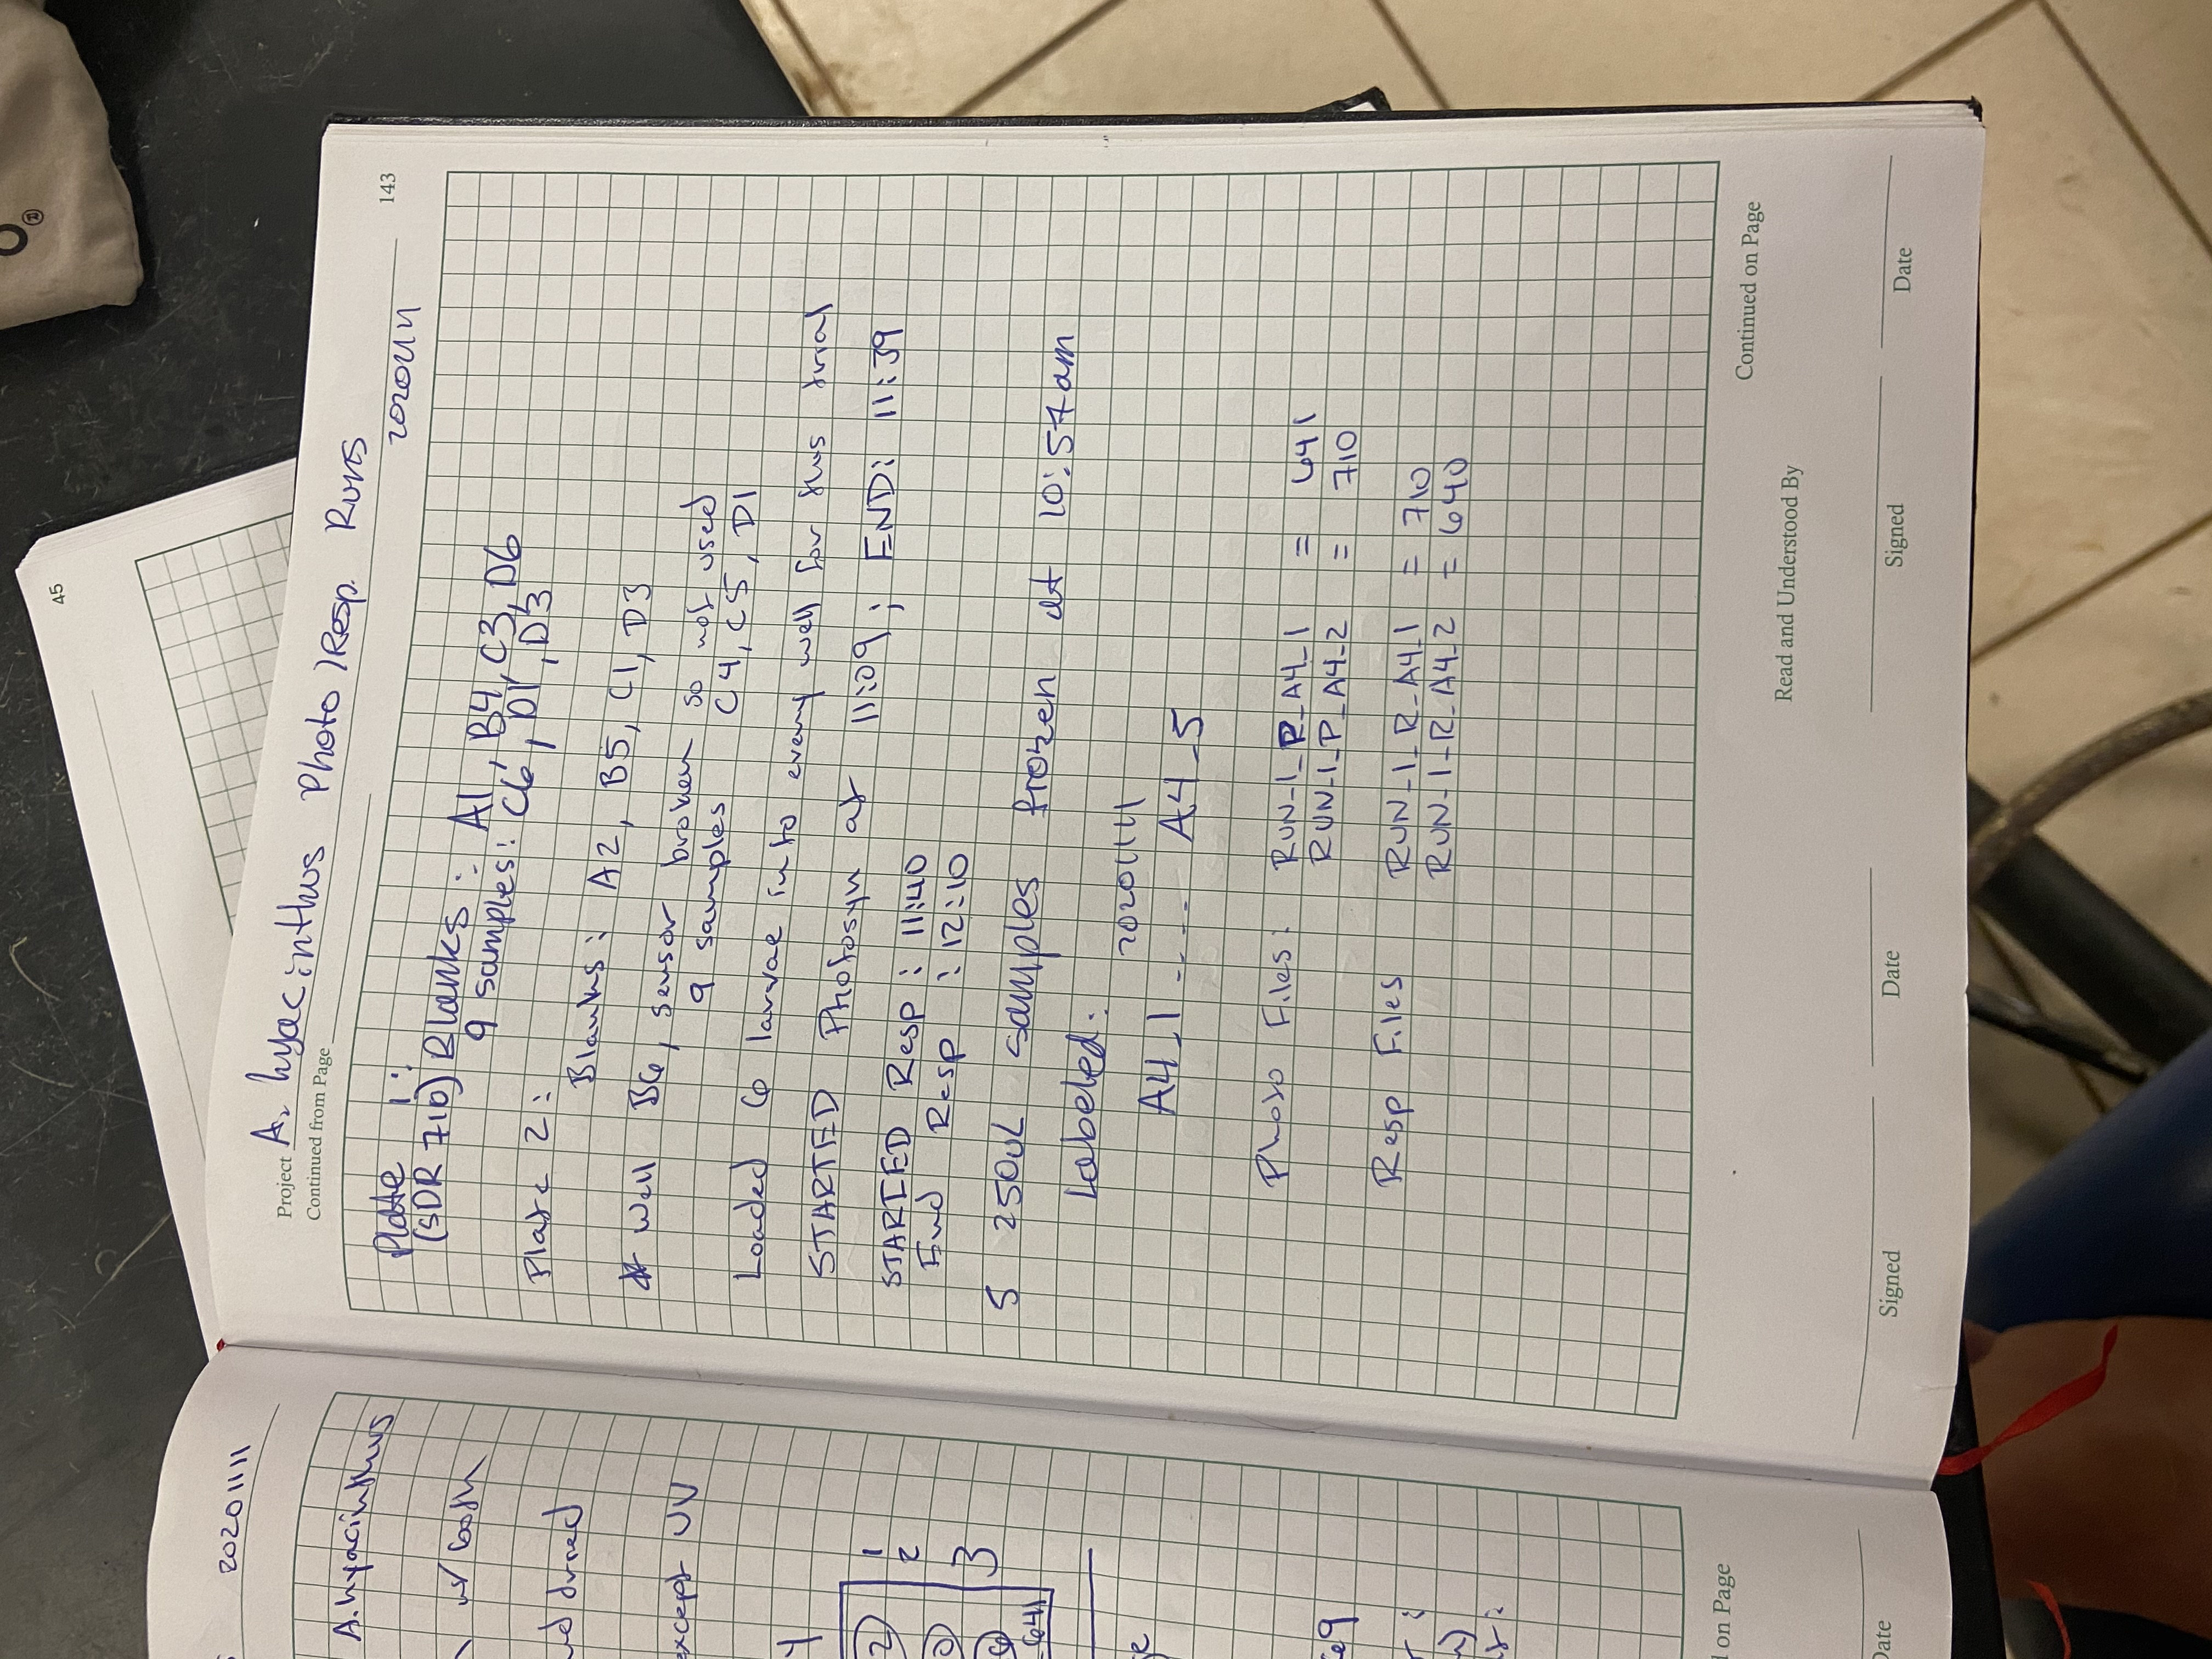 45
20201111
A. hyacinthus
w/ both
except UV
1
2
3
641
on Page
Date
Project A. hyacinthus Photo/Resp. Runs
Continued from Page
20201111
143
Plate 1:
(SDR 710) Blanks: A1, B4, C3, D6
9 samples: C6, D1, D3
Plate 2:
Blanks: A2, B5, C1, D3
* Well B6, sensor broken so not used
9 samples C4, C5, D1
Loaded 6 larvae into every well for this trial
STARTED Photosyn at 11:09; END: 11:39
STARTED Resp: 11:40
End Resp: 12:10
5 250uL samples frozen at 10:57am
Labeled:
20201111
A4_1 ---- A4_5
Photo Files: RUN_1_P_A4_1 = 641
RUN_1_P_A4_2 = 710
Resp Files RUN_1_R_A4_1 = 710
RUN_1_R_A4_2 = 640
Continued on Page
Read and Understood By
Signed
Date
Signed
Date